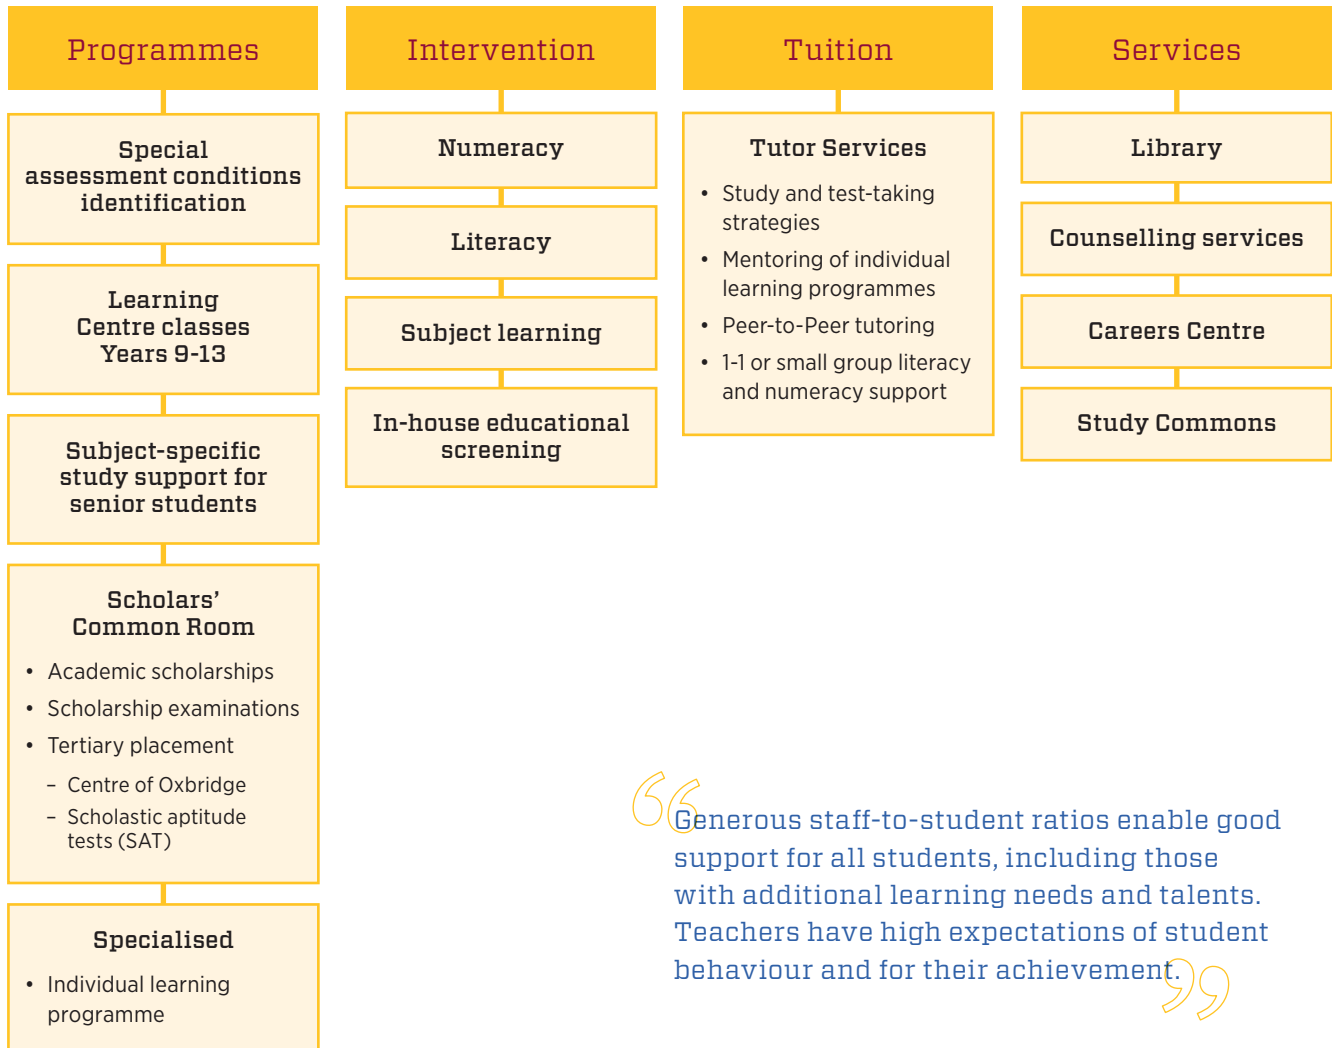 Programmes
Special
assessment conditions
identification
Learning
Centre classes
Years 9-13
Subject-specific
study support for
senior students
Scholars’
Common Room
• Academic scholarships
• Scholarship examinations
• Tertiary placement
– Centre of Oxbridge
– Scholastic aptitude
tests (SAT)
Specialised
• Individual learning
programme
Intervention
Numeracy
Literacy
Subject learning
In-house educational
screening
Tuition
Tutor Services
• Study and test-taking
strategies
• Mentoring of individual
learning programmes
• Peer-to-Peer tutoring
• 1-1 or small group literacy
and numeracy support
Services
Library
Counselling services
Careers Centre
Study Commons
“Generous staff-to-student ratios enable good
support for all students, including those
with additional learning needs and talents.
Teachers have high expectations of student
behaviour and for their achievement.”